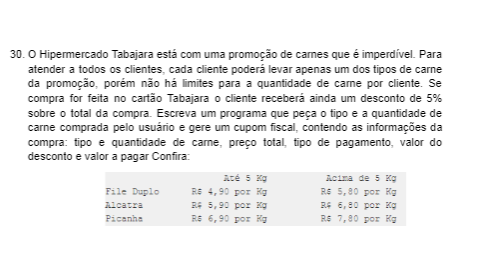 30. O Hipermercado Tabajara está com uma promoção de carnes que é imperdível. Para
atender a todos os clientes, cada cliente poderá levar apenas um dos tipos de carne
da promoção, porém não há limites para a quantidade de carne por cliente. Se
compra for feita no cartão Tabajara o cliente receberá ainda um desconto de 5%
sobre o total da compra. Escreva um programa que peça o tipo e a quantidade de
carne comprada pelo usuário e gere um cupom fiscal, contendo as informações da
compra: tipo e quantidade de carne, preço total, tipo de pagamento, valor do
desconto e valor a pagar Confira:
Até 5 Kg Acima de 5 Kg
File Duplo R$ 4,90 por Kg R$ 5,80 por Kg
Alcatra R$ 5,90 por Kg R$ 6,80 por Kg
Picanha R$ 6,90 por Kg R$ 7,80 por Kg